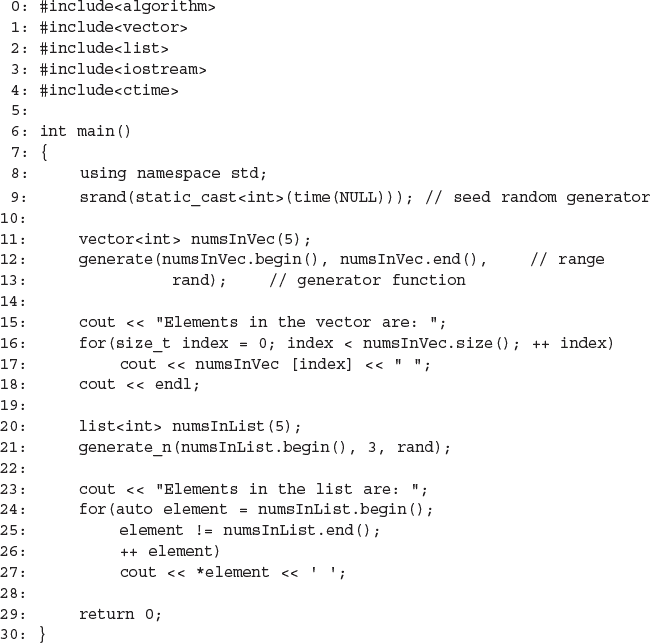 0: #include<algorithm>
1: #include<vector>
2: #include<list>
3: #include<iostream>
4: #include<ctime>
5:
6: int main()
7: {
8:     using namespace std;
9:     srand(static_cast<int>(time(NULL))); // seed random generator
10:
11:     vector<int> numsInVec(5);
12:     generate(numsInVec.begin(), numsInVec.end(),    // range
13:              rand);    // generator function
14:
15:     cout << "Elements in the vector are: ";
16:     for(size_t index = 0; index < numsInVec.size(); ++ index)
17:         cout << numsInVec [index] << " ";
18:     cout << endl;
19:
20:     list<int> numsInList(5);
21:     generate_n(numsInList.begin(), 3, rand);
22:
23:     cout << "Elements in the list are: ";
24:     for(auto element = numsInList.begin();
25:         element != numsInList.end();
26:         ++ element)
27:         cout << *element << ' ';
28:
29:     return 0;
30: }